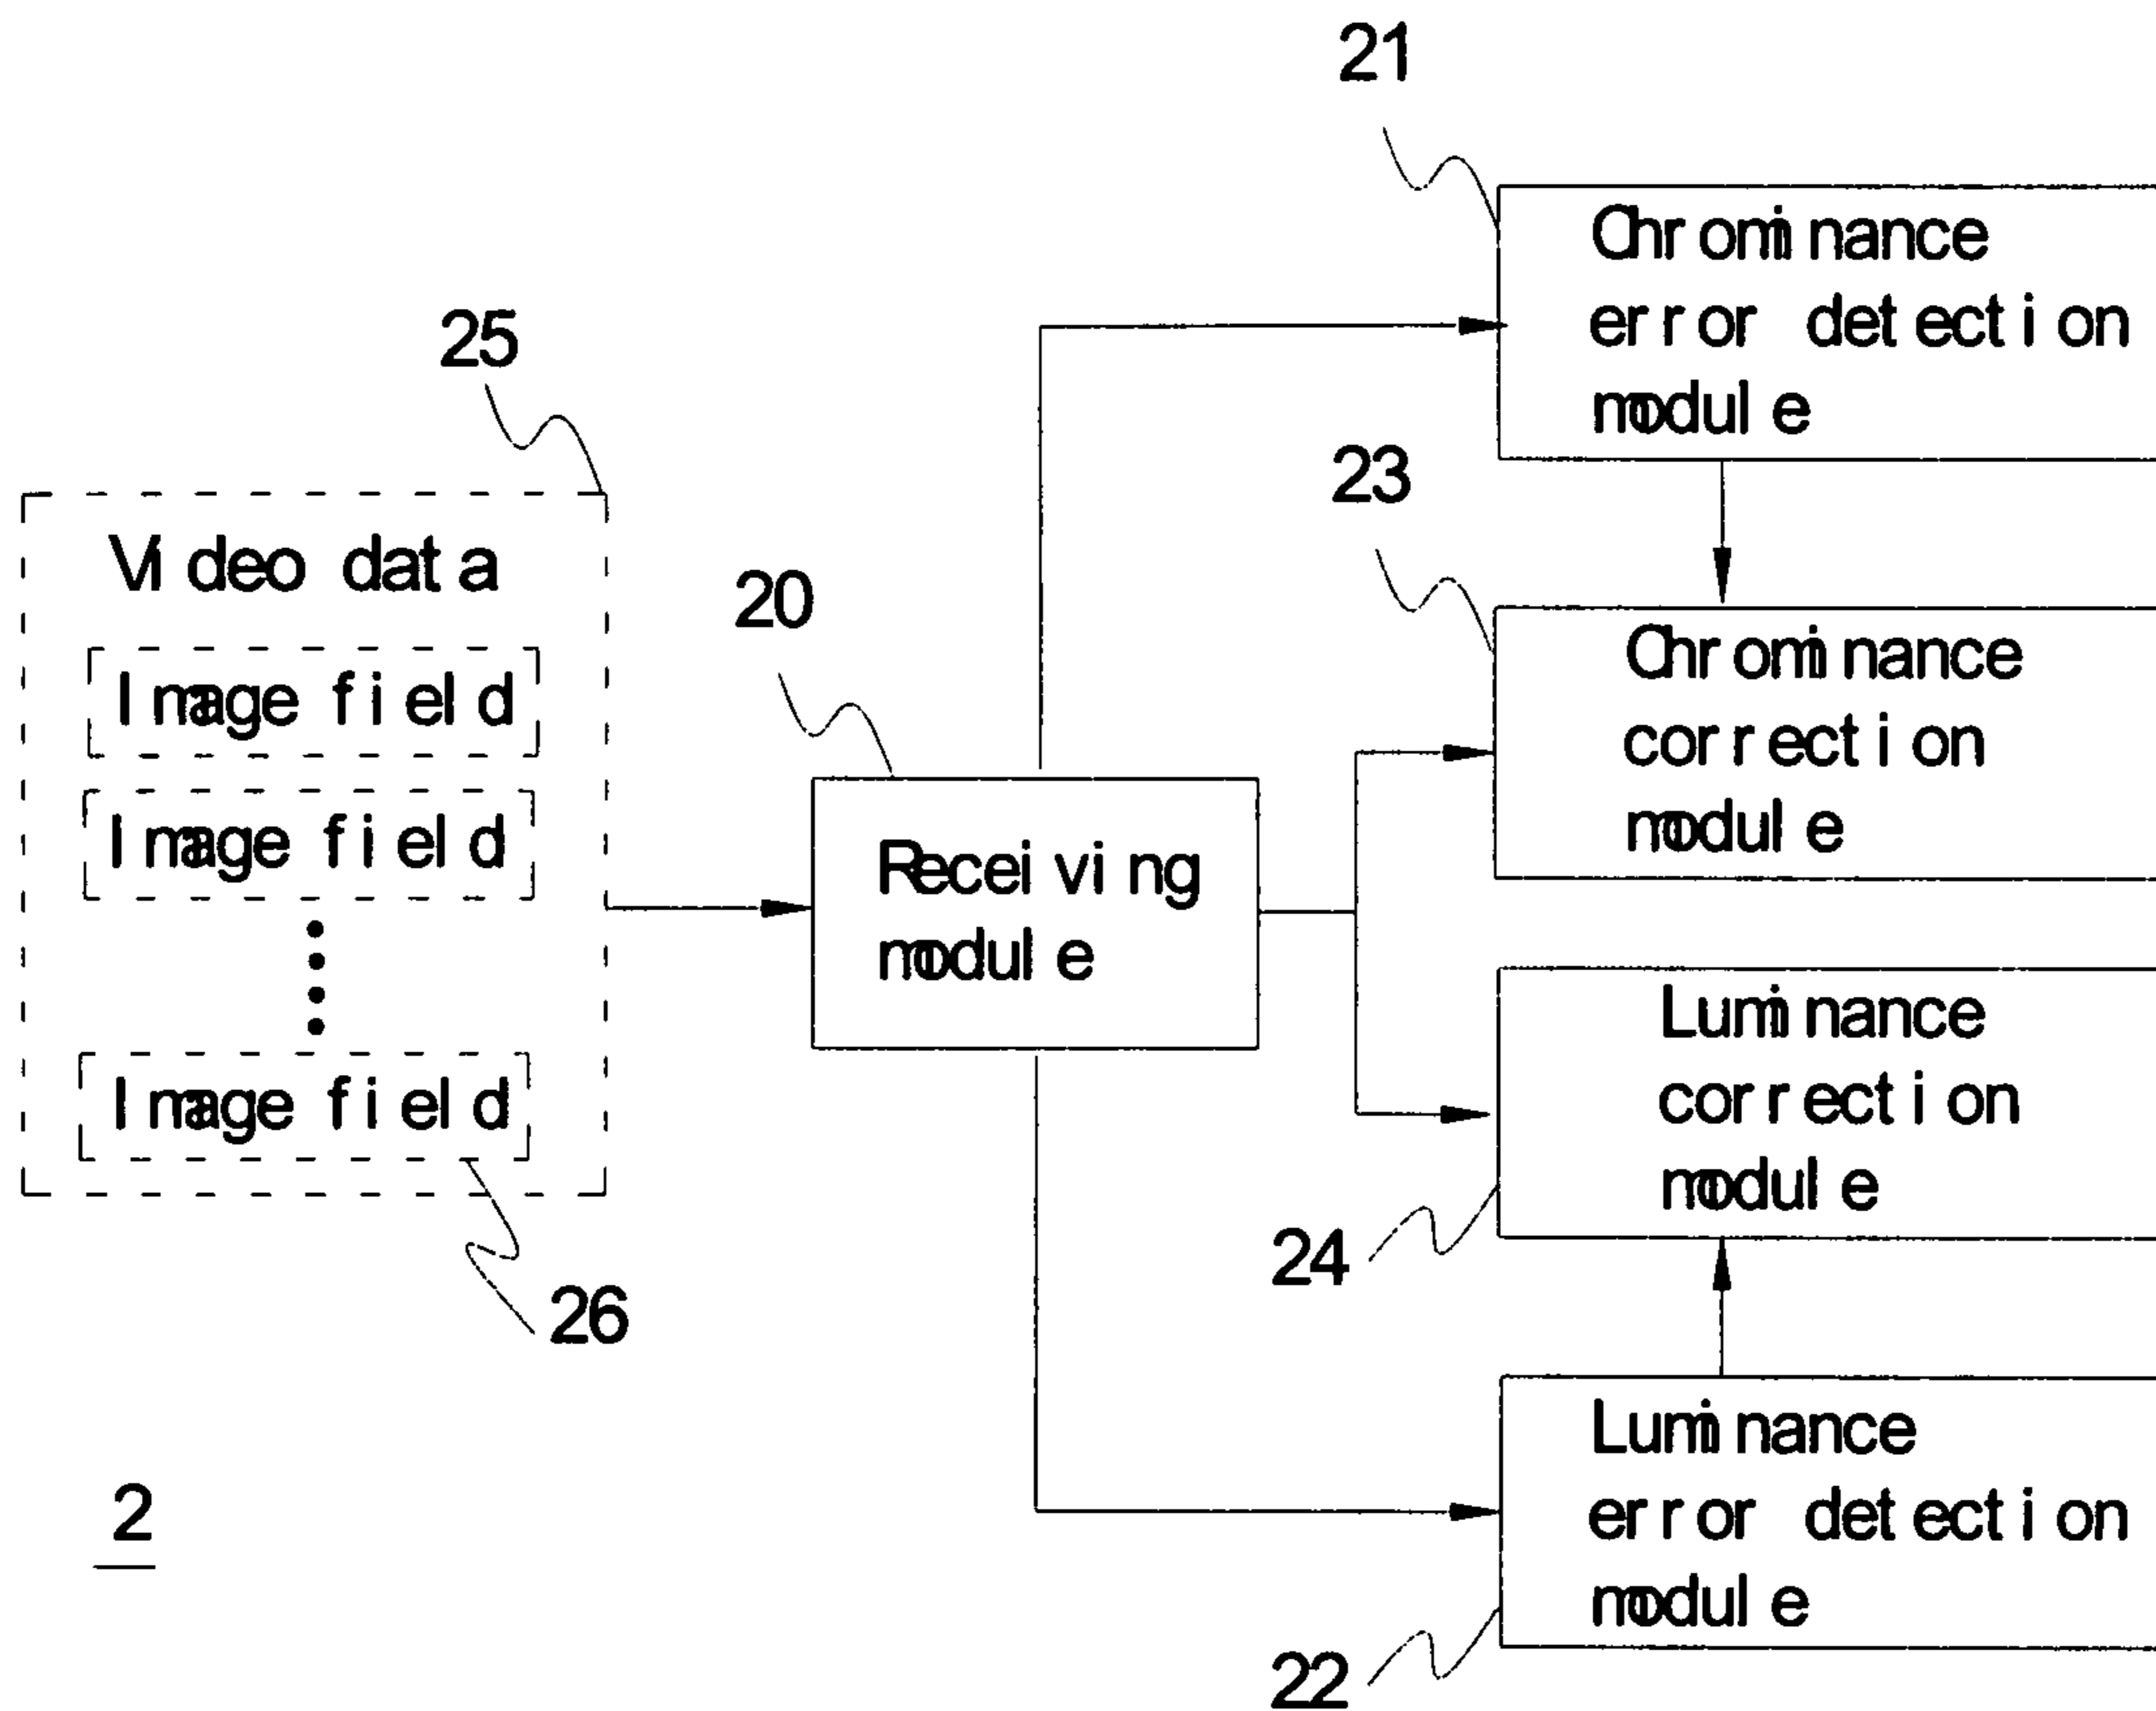 21
Chrominance
error detection
module
25
23
Video data
Image field
Image field
Image field
20
Chrominance
correction
module
Receiving
module
Luminance
correction
module
24
26
2
Luminance
error detection
module
22